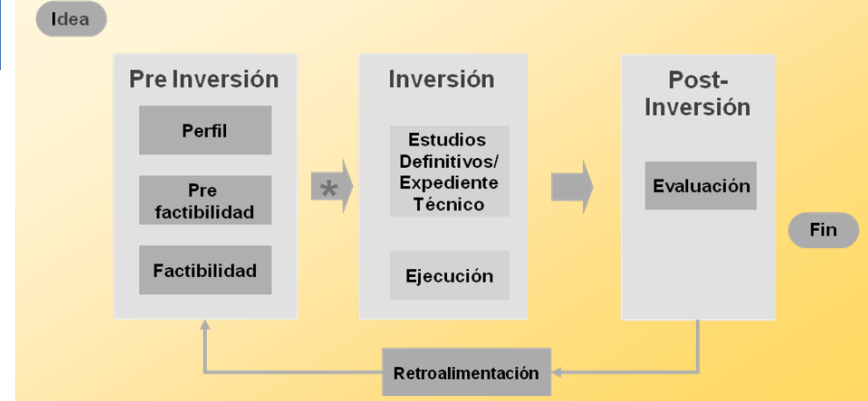 Idea
Pre Inversión
Perfil
Pre
factibilidad
Factibilidad
*
Inversión
Estudios
Definitivos/
Expediente
Técnico
Ejecución
Post-
Inversión
Evaluación
Fin
Retroalimentación